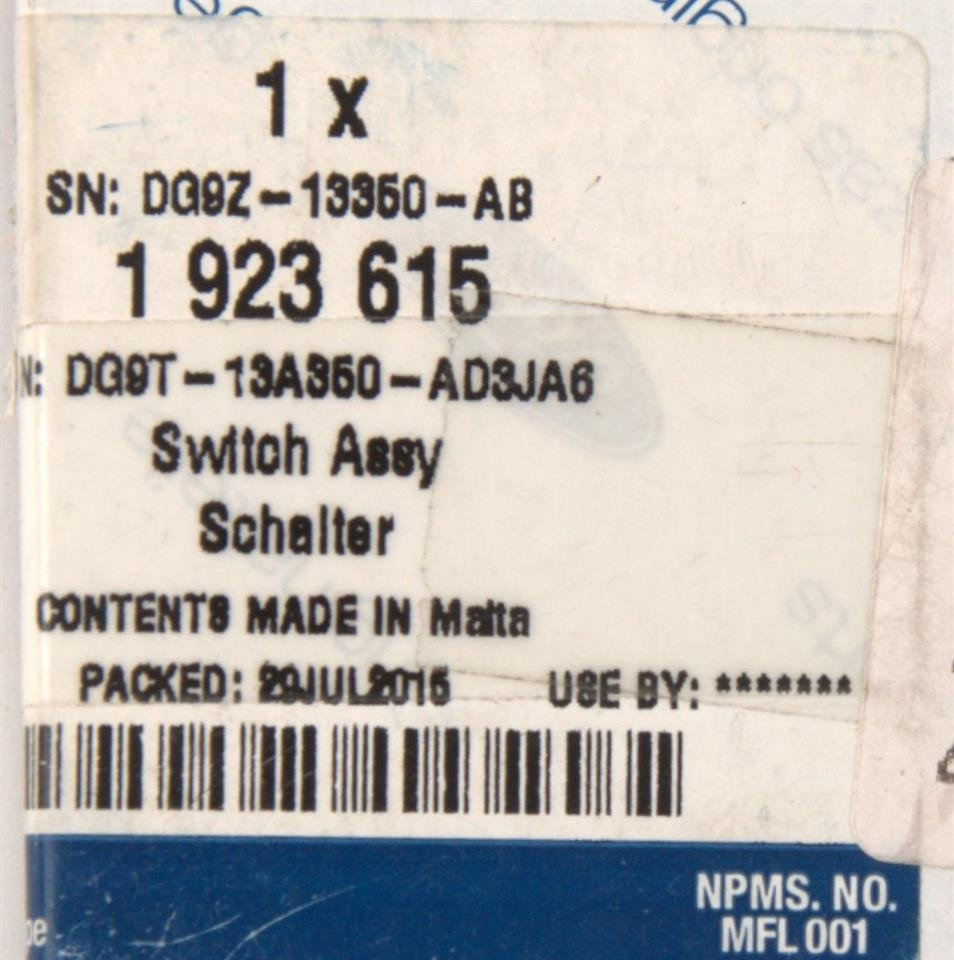 1 x
SN: DG9Z-13350-AB
1 923 615
N: DG9T-13A350-AD3JA6
Switch Assy
Schalter
CONTENTS MADE IN Malta
PACKED: 29JUL2015 USE BY: *******
NPMS. NO.
MFL 001